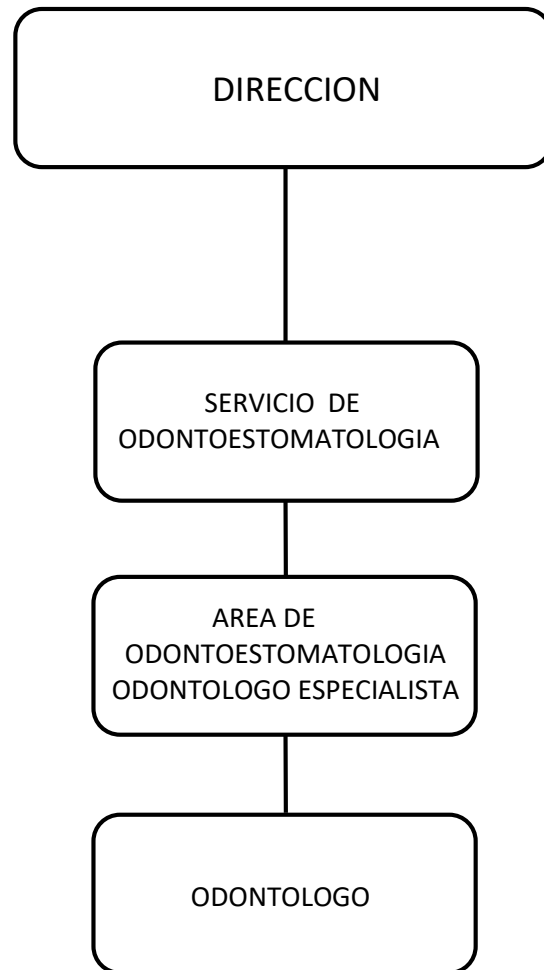 DIRECCION
SERVICIO DE
ODONTOESTOMATOLOGIA
AREA DE
ODONTOESTOMATOLOGIA
ODONTOLOGO ESPECIALISTA
ODONTOLOGO